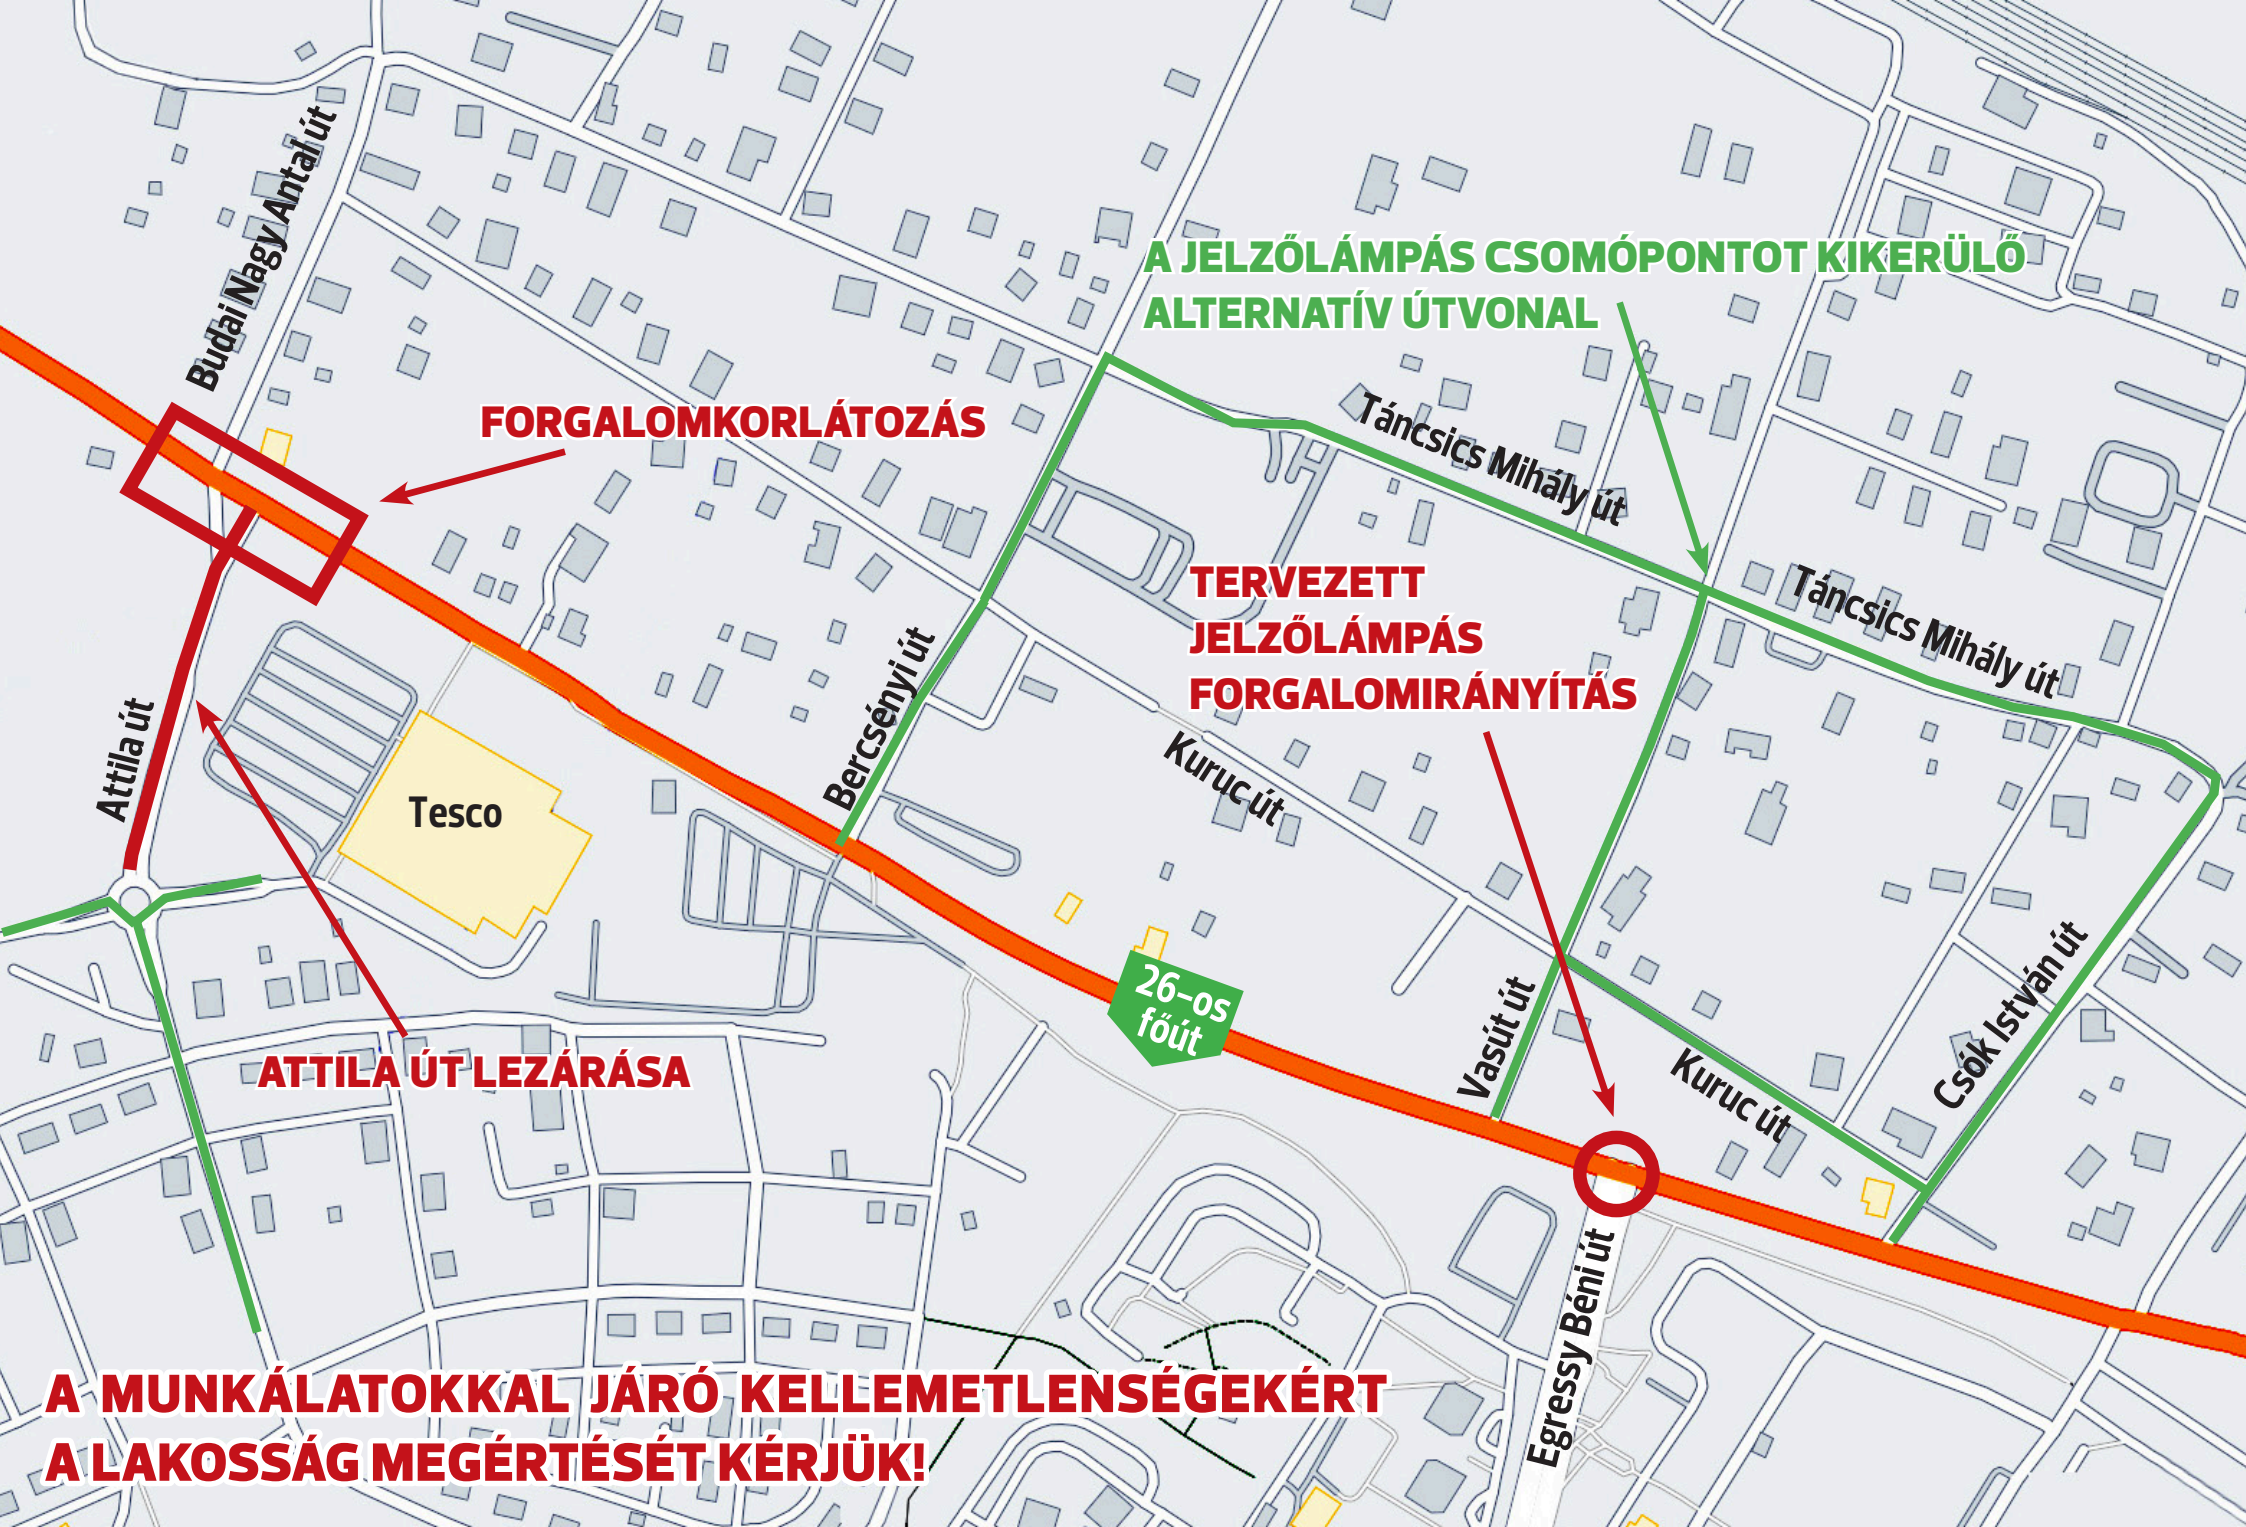 Budai Nagy Antal út
A JELZŐLÁMPÁS CSOMÓPONTOT KIKERÜLŐ
ALTERNATÍV ÚTVONAL
FORGALOMKORLÁTOZÁS
Táncsics Mihály út
TERVEZETT
JELZŐLÁMPÁS
FORGALOMIRÁNYÍTÁS
Táncsics Mihály út
Bercsényi út
Attila út
Kuruc út
Tesco
26-os
főút
Vasút út
Csók István út
Kuruc út
ATTILA ÚT LEZÁRÁSA
Egressy Béni út
A MUNKÁLATOKKAL JÁRÓ KELLEMETLENSÉGEKÉRT
A LAKOSSÁG MEGÉRTÉSÉT KÉRJÜK!